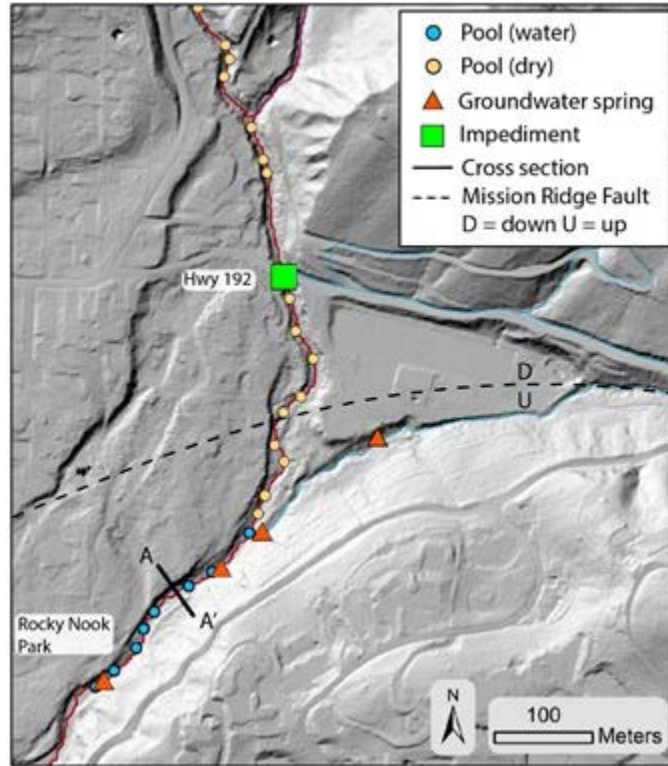 Pool (water)
Pool (dry)
Groundwater spring
Impediment
Cross section
Mission Ridge Fault
D = down U = up
Hwy 192
D
U
A
A'
Rocky Nook
Park
N
100
Meters